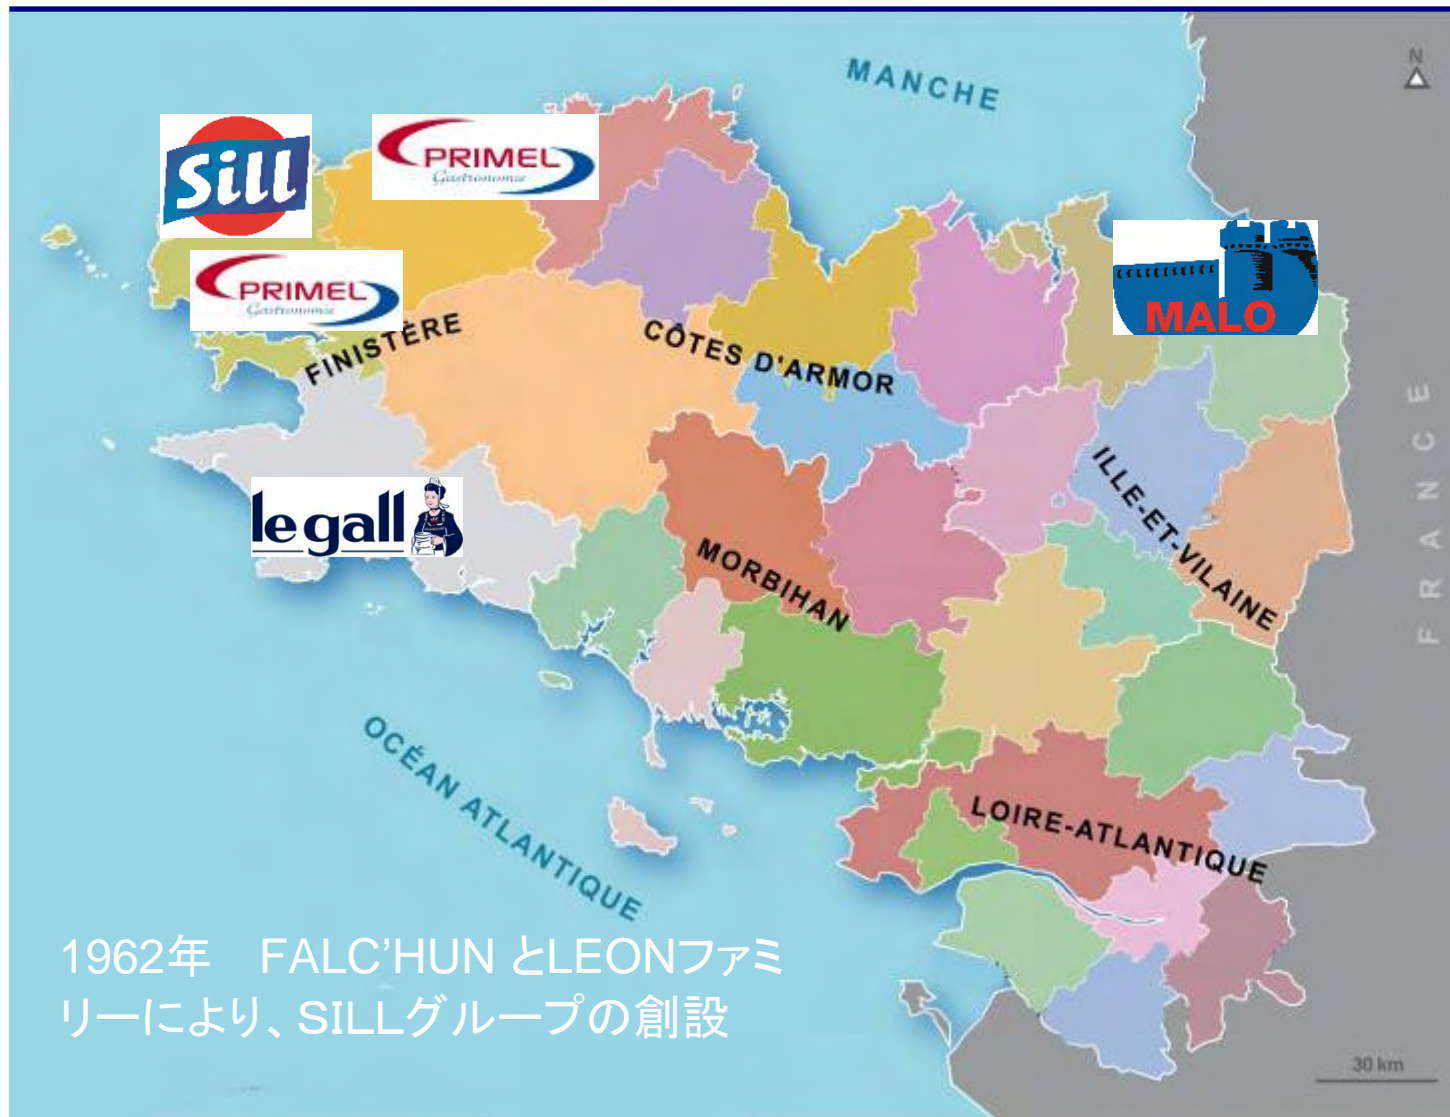 MANCHE
N
Sill
PRIMEL
Gastronomie
PRIMEL
Gastronomie
MALO
FINISTÈRE
CÔTES D'ARMOR
FRANCE
ILLE-ET-VILAINE
le gall
MORBIHAN
OCÉAN ATLANTIQUE
LOIRE-ATLANTIQUE
1962年　FALC'HUN とLEONファミ
リーにより、SILLグループの創設
30 km